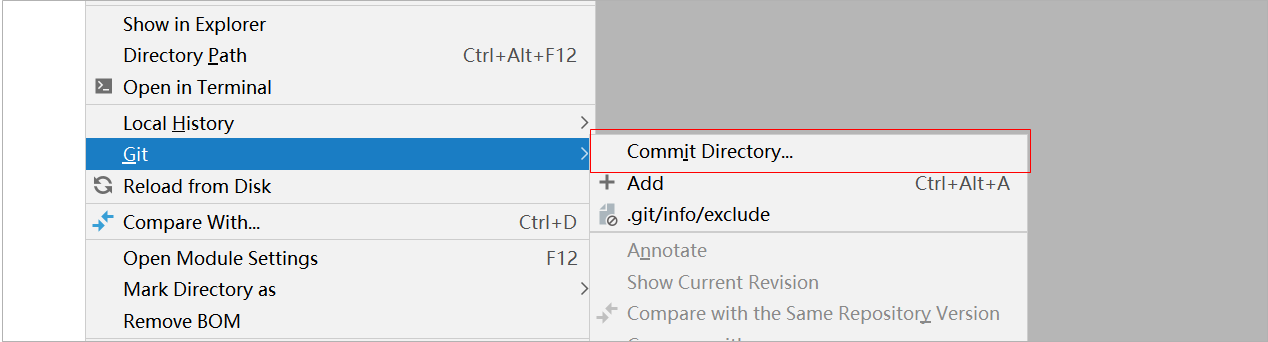 Show in Explorer
Directory Path Ctrl+Alt+F12
Open in Terminal
Local History
Git
Reload from Disk
Compare With... Ctrl+D
Open Module Settings F12
Mark Directory as
Remove BOM
Commit Directory...
Add Ctrl+Alt+A
.git/info/exclude
Annotate
Show Current Revision
Compare with the Same Repository Version